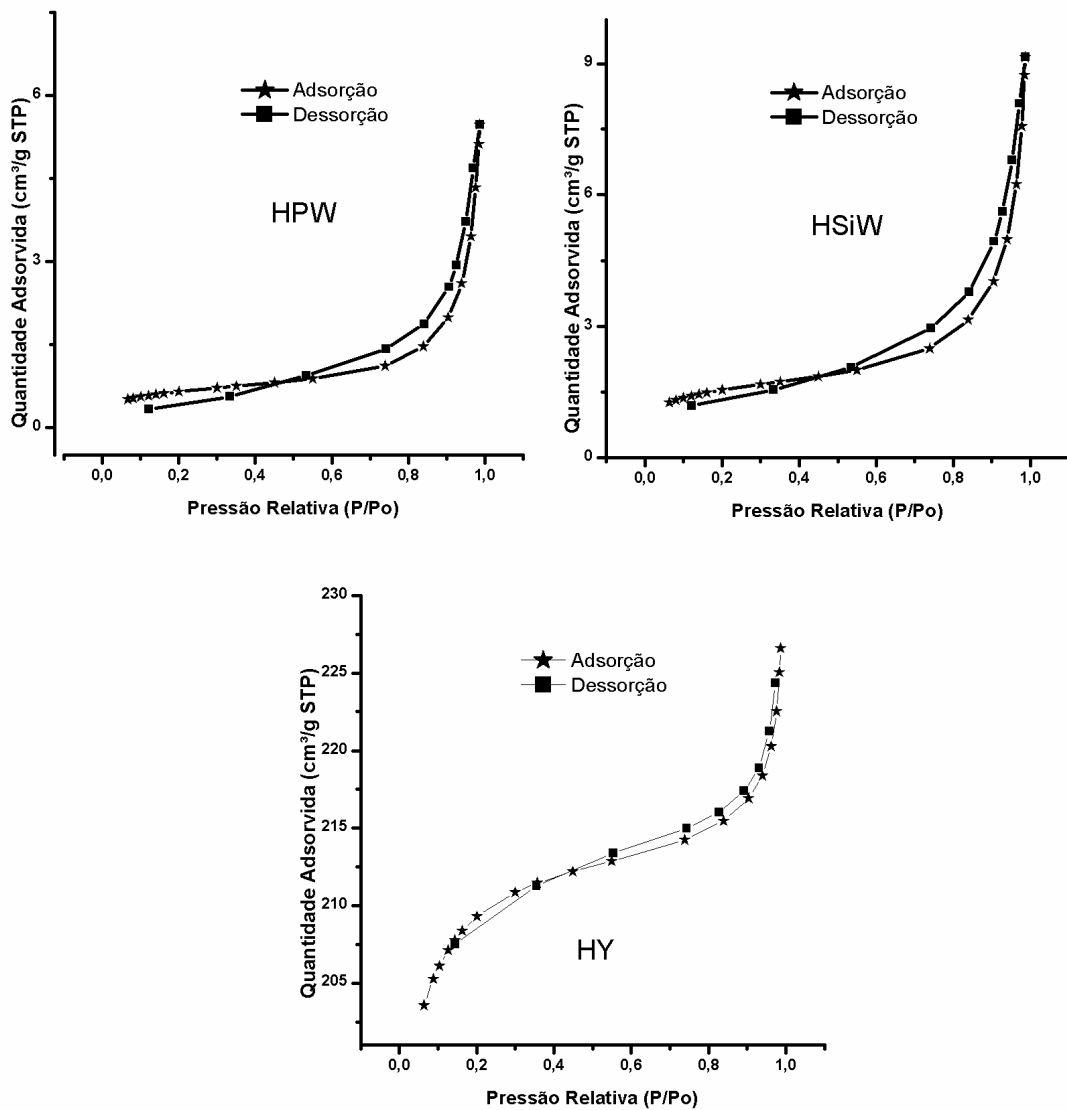 Quantidade Adsorvida (cm³/g STP)
6
3
0
Adsorção
Dessorção
HPW
0,0 0,2 0,4 0,6 0,8 1,0
Pressão Relativa (P/Po)
Quantidade Adsorvida (cm³/g STP)
9
6
3
0
Adsorção
Dessorção
HSiW
0,0 0,2 0,4 0,6 0,8 1,0
Pressão Relativa (P/Po)
Quantidade Adsorvida (cm³/g STP)
230
225
220
215
210
205
Adsorção
Dessorção
HY
0,0 0,2 0,4 0,6 0,8 1,0
Pressão Relativa (P/Po)